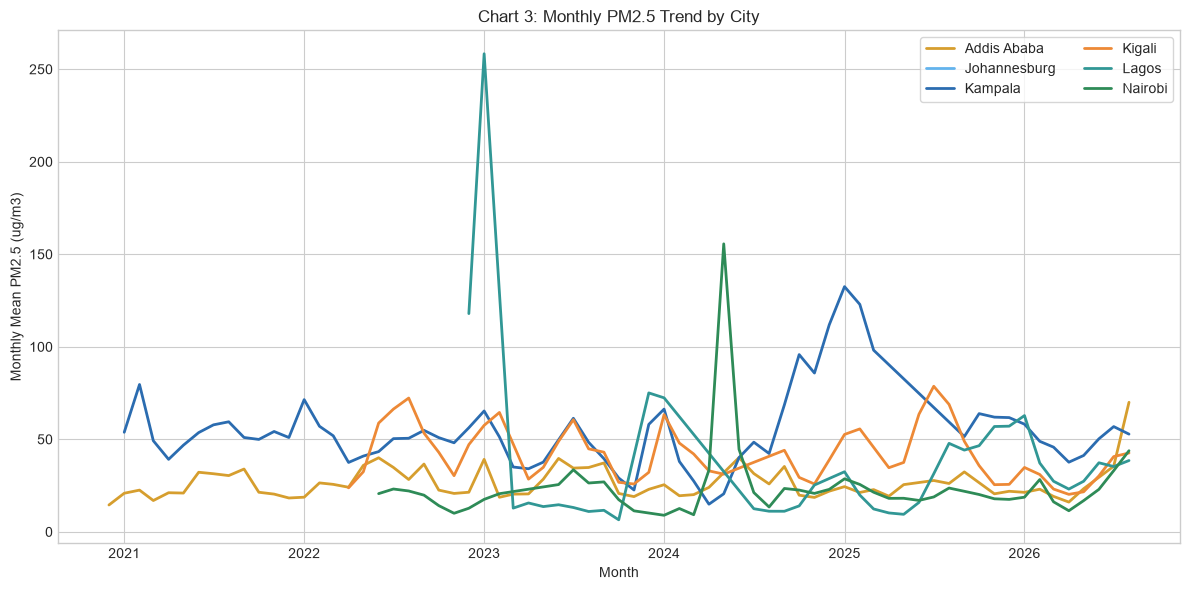 Chart 3: Monthly PM2.5 Trend by City
Addis Ababa
Johannesburg
Kampala
Kigali
Lagos
Nairobi
Monthly Mean PM2.5 (ug/m3)
250
200
150
100
50
0
2021 2022 2023 2024 2025 2026
Month